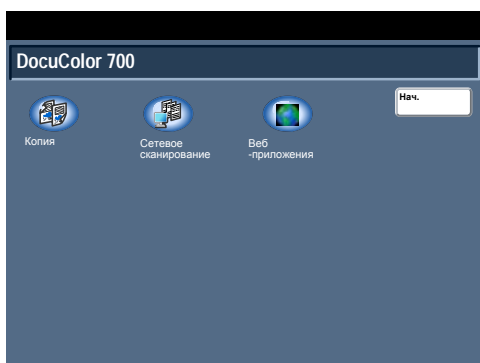 DocuColor 700
Нач.
Копия
Сетевое
сканирование
Веб
-приложения